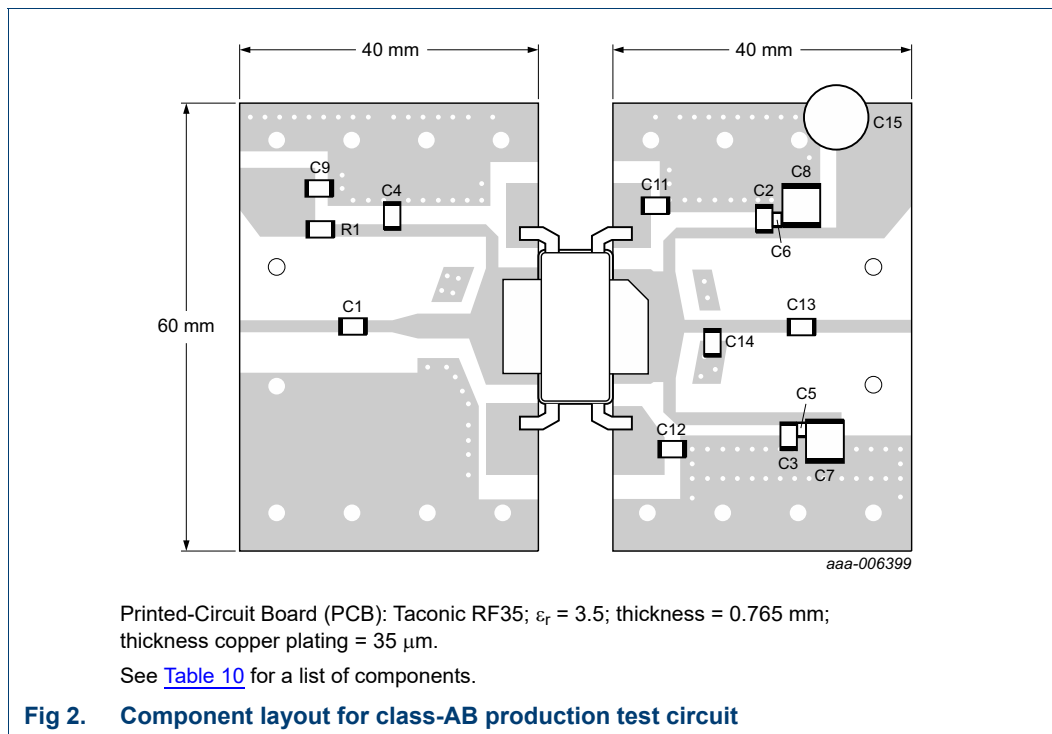 40 mm
40 mm
60 mm
C15
C9
C4
R1
C1
C11
C2
C8
C6
C13
C14
C5
C12
C3
C7
aaa-006399
Printed-Circuit Board (PCB): Taconic RF35; εr = 3.5; thickness = 0.765 mm;
thickness copper plating = 35 μm.
See Table 10 for a list of components.
Fig 2. Component layout for class-AB production test circuit